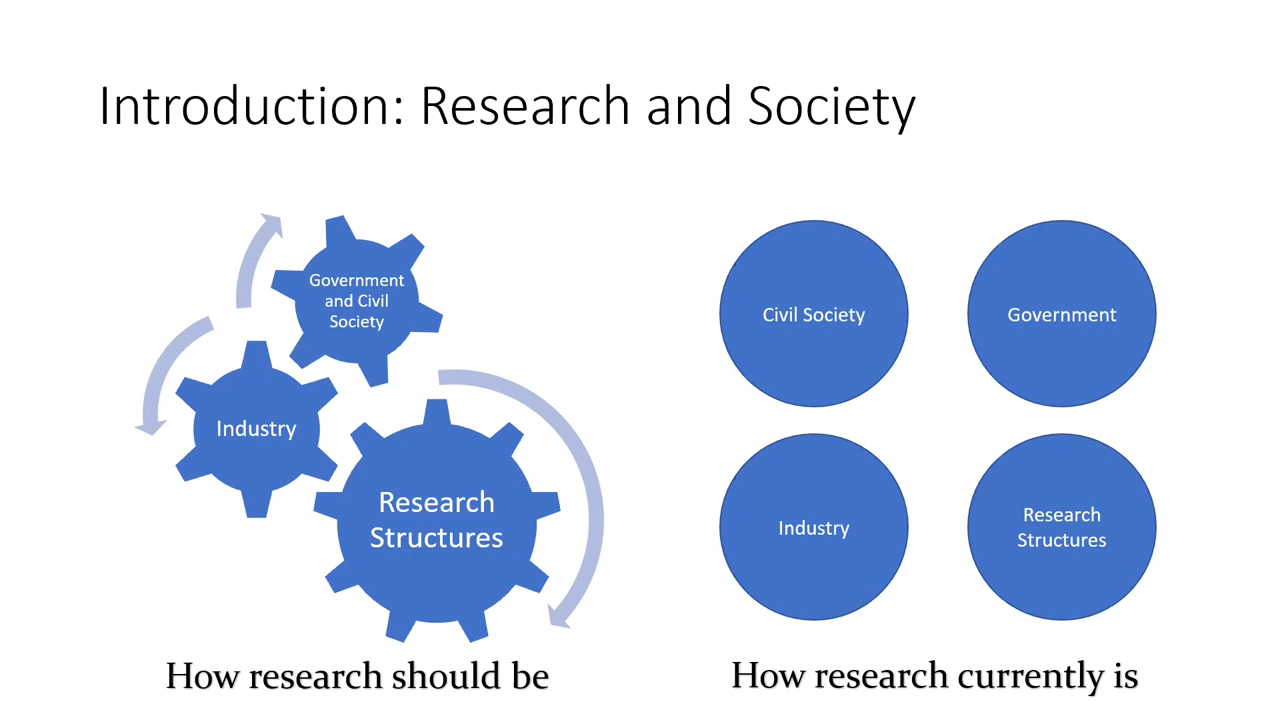 Introduction: Research and Society
Government
and Civil
Society
Industry
Research
Structures
How research should be
Civil Society
Government
Industry
Research
Structures
How research currently is